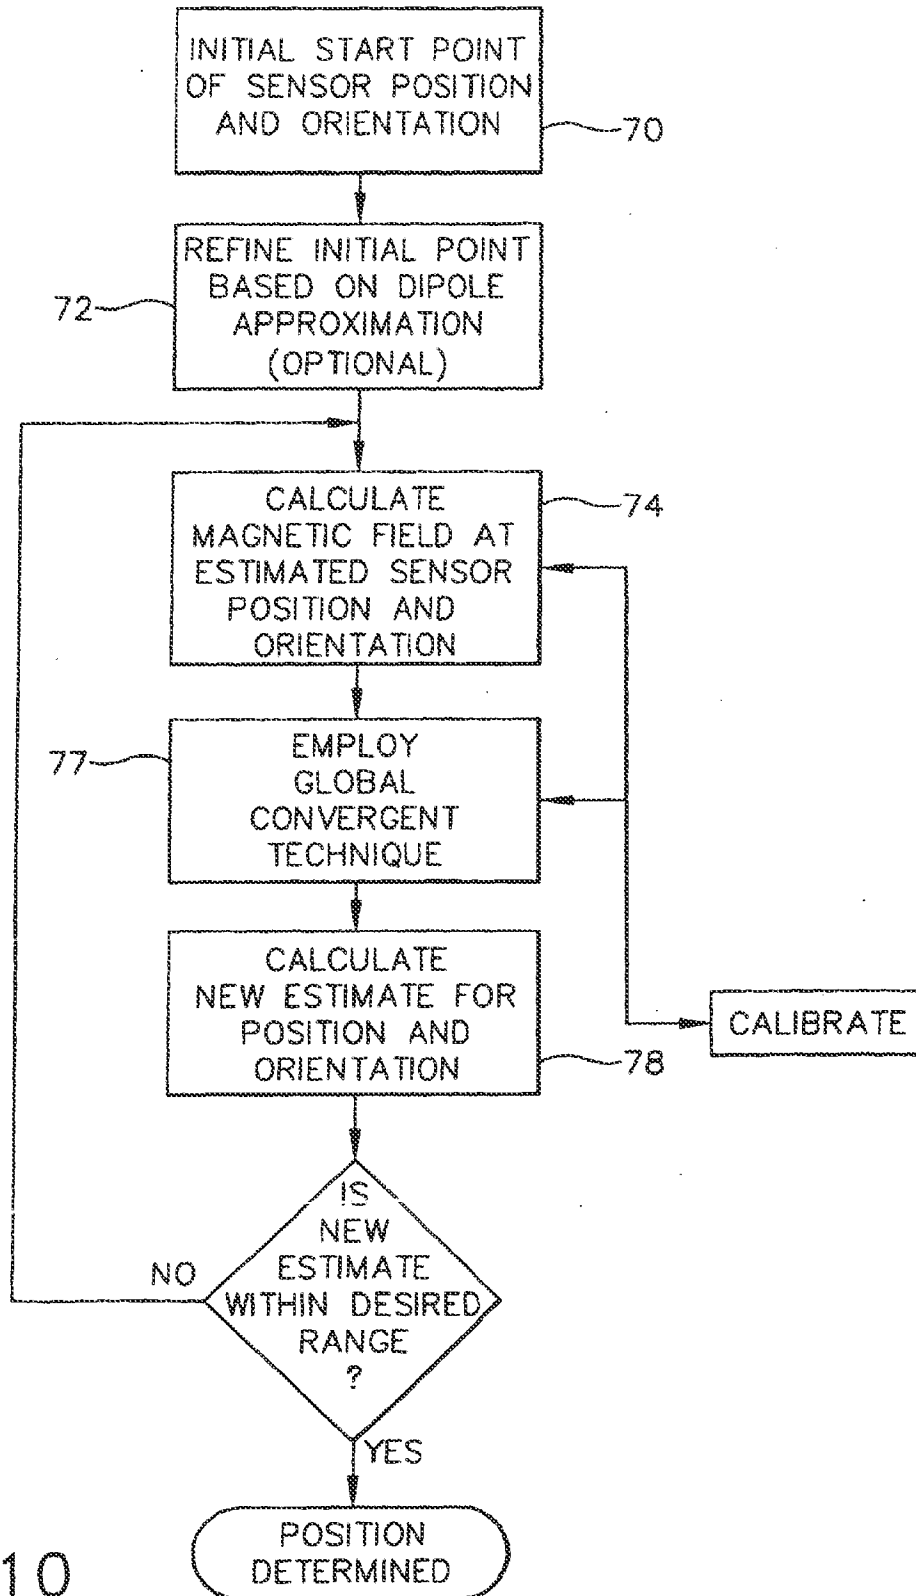 INITIAL START POINT
OF SENSOR POSITION
AND ORIENTATION
70
REFINE INITIAL POINT
BASED ON DIPOLE
APPROXIMATION
(OPTIONAL)
72
CALCULATE
MAGNETIC FIELD AT
ESTIMATED SENSOR
POSITION AND
ORIENTATION
74
EMPLOY
GLOBAL
CONVERGENT
TECHNIQUE
77
CALCULATE
NEW ESTIMATE FOR
POSITION AND
ORIENTATION
78
CALIBRATE
IS
NEW
ESTIMATE
WITHIN DESIRED
RANGE
?
NO
YES
POSITION
DETERMINED
10